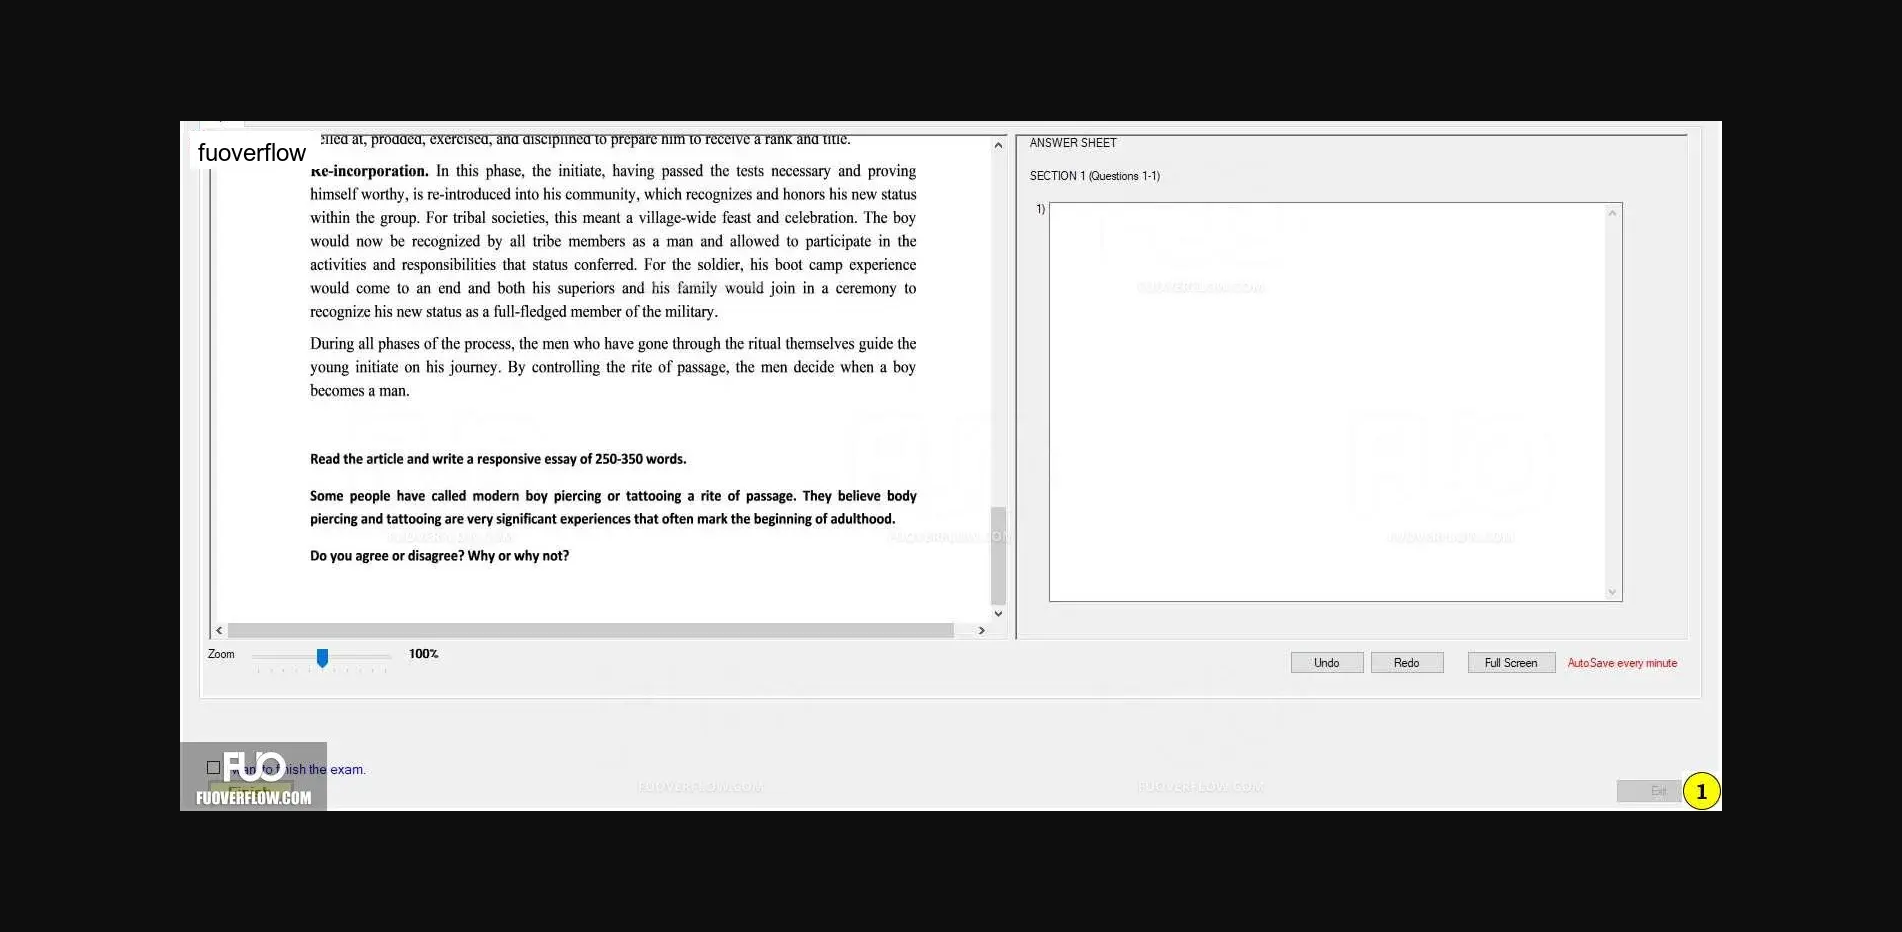 fuoverflow
elled at, prodded, exercised, and disciplined to prepare him to receive a rank and title.
Re-incorporation. In this phase, the initiate, having passed the tests necessary and proving
himself worthy, is re-introduced into his community, which recognizes and honors his new status
within the group. For tribal societies, this meant a village-wide feast and celebration. The boy
would now be recognized by all tribe members as a man and allowed to participate in the
activities and responsibilities that status conferred. For the soldier, his boot camp experience
would come to an end and both his superiors and his family would join in a ceremony to
recognize his new status as a full-fledged member of the military.
During all phases of the process, the men who have gone through the ritual themselves guide the
young initiate on his journey. By controlling the rite of passage, the men decide when a boy
becomes a man.
Read the article and write a responsive essay of 250-350 words.
Some people have called modern boy piercing or tattooing a rite of passage. They believe body
piercing and tattooing are very significant experiences that often mark the beginning of adulthood.
Do you agree or disagree? Why or why not?
Zoom
100%
ANSWER SHEET
SECTION 1 (Questions 1-1)
1)
FUOVERFLOW.COM
FUOVERFLOW.COM
FUOVERFLOW.COM
FUOVERFLOW.COM
Undo
Redo
Full Screen
AutoSave every minute
to finish the exam.
Finish
FUO
FUOVERFLOW.COM
FUOVERFLOW.COM
FUOVERFLOW.COM
Exit
1